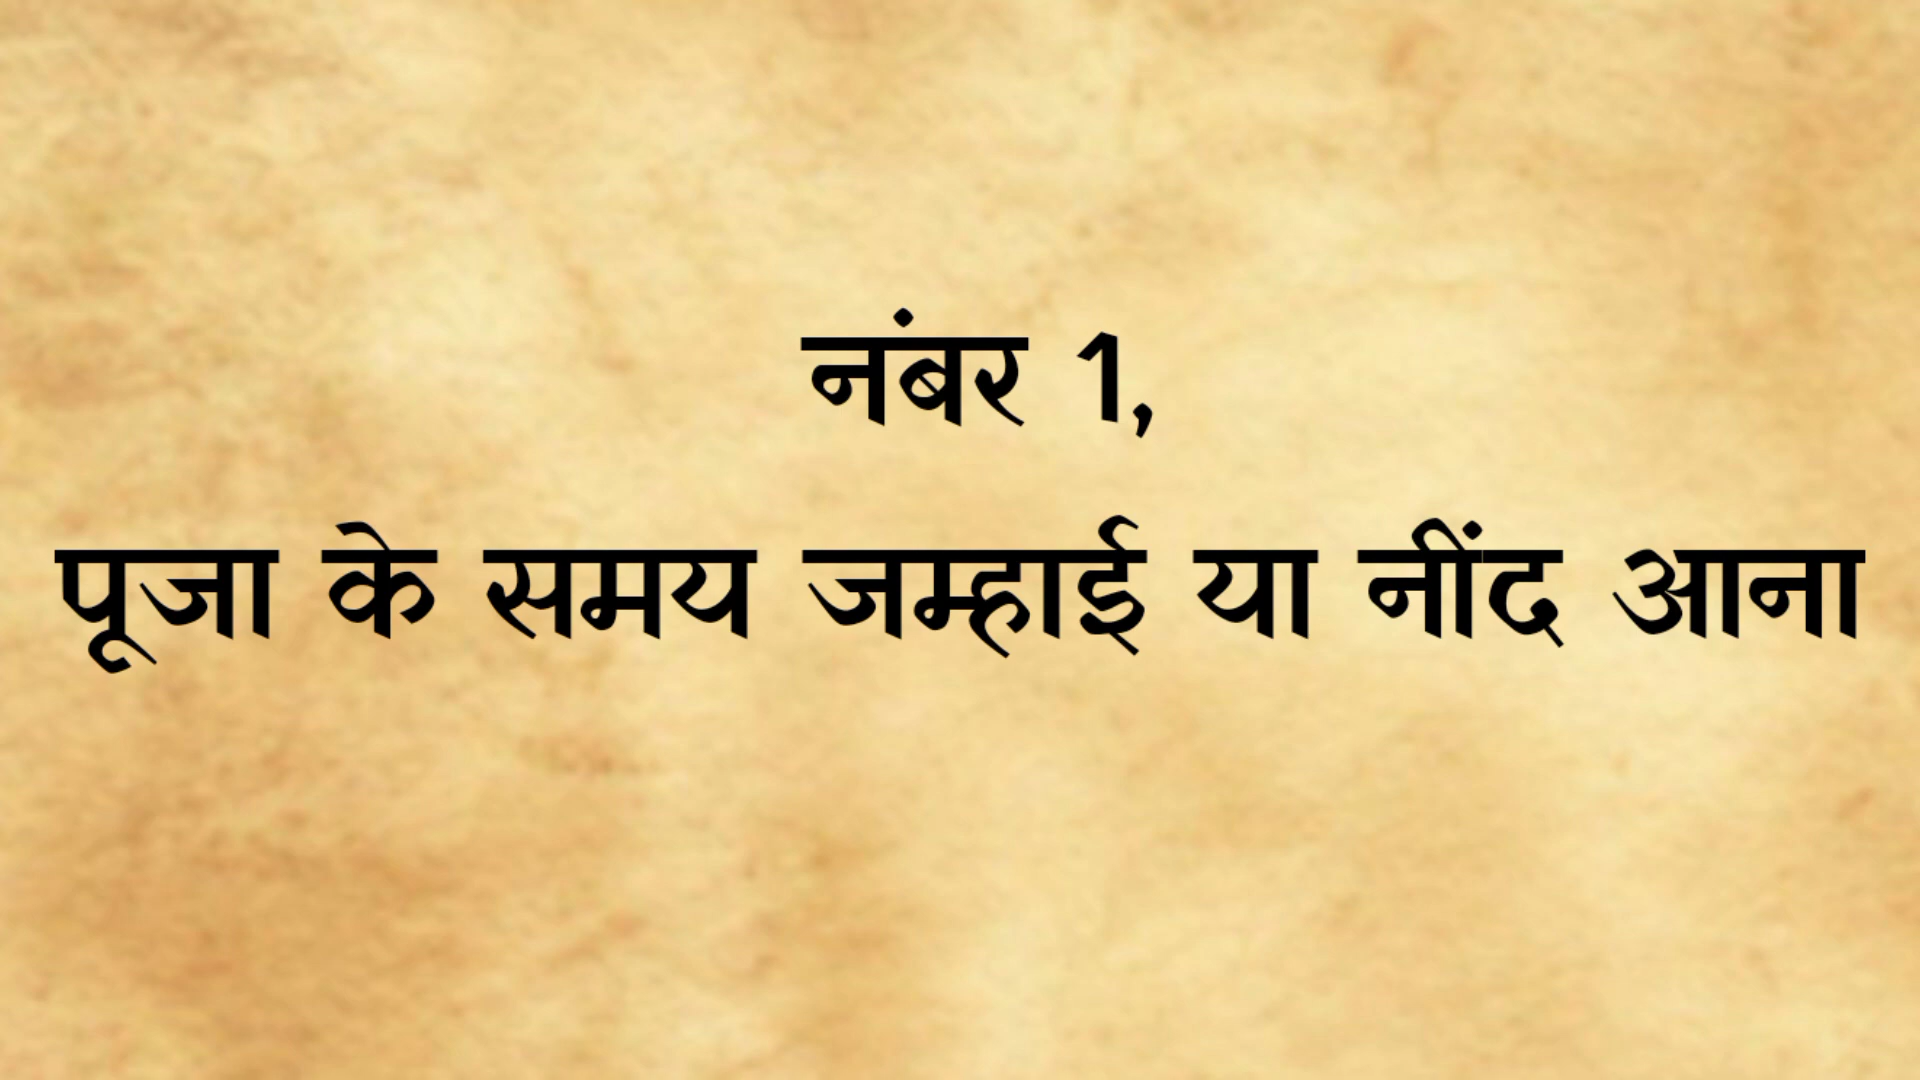 नंबर 1,
पूजा के समय जम्हाई या नींद आना